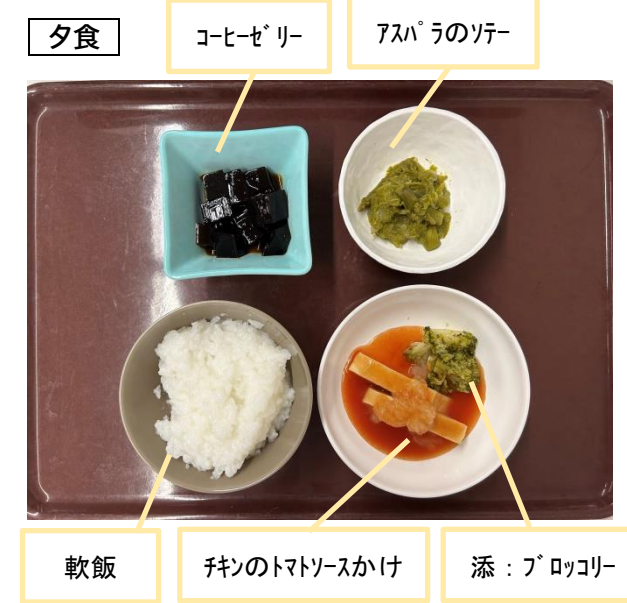 夕食
ｺｰﾋｰｾﾞﾘｰ
ｱｽﾊﾟﾗのｿﾃｰ
軟飯
ﾁｷﾝのﾄﾏﾄｿｰｽかけ
添：ﾌﾞﾛｯｺﾘｰ